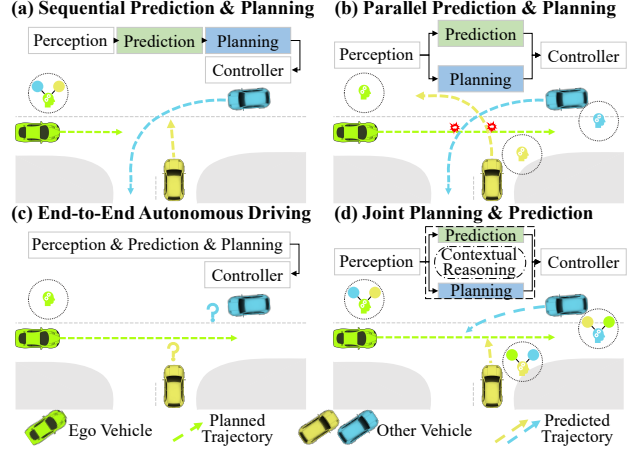 (a) Sequential Prediction & Planning
Perception
Prediction
Planning
Controller
(b) Parallel Prediction & Planning
Perception
Prediction
Planning
Controller
(c) End-to-End Autonomous Driving
Perception & Prediction & Planning
Controller
?
?
(d) Joint Planning & Prediction
Perception
Prediction
Contextual
Reasoning
Planning
Controller
Ego Vehicle
Planned
Trajectory
Other Vehicle
Predicted
Trajectory